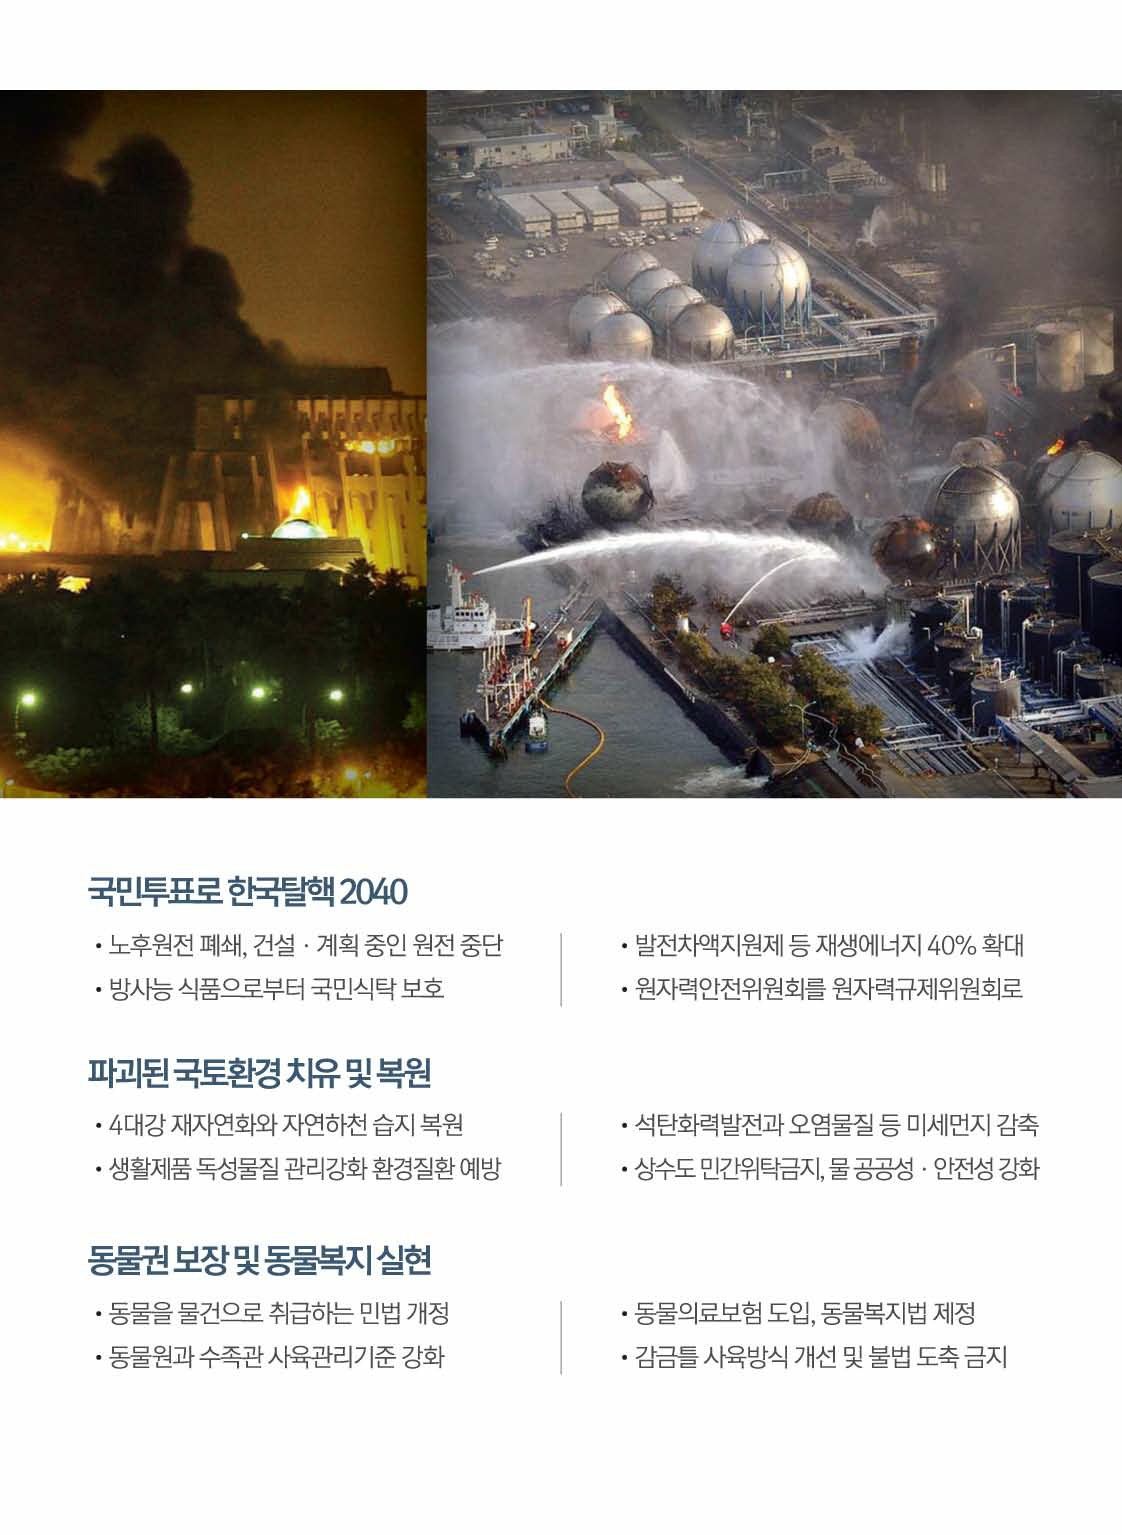 국민투표로 한국탈핵 2040
• 노후원전 폐쇄, 건설 · 계획 중인 원전 중단
• 방사능 식품으로부터 국민식탁 보호
• 발전차액지원제 등 재생에너지 40% 확대
• 원자력안전위원회를 원자력규제위원회로
파괴된 국토환경 치유 및 복원
• 4대강 재자연화와 자연하천 습지 복원
• 생활제품 독성물질 관리강화 환경질환 예방
• 석탄화력발전과 오염물질 등 미세먼지 감축
• 상수도 민간위탁금지, 물 공공성 · 안전성 강화
동물권 보장 및 동물복지 실현
• 동물을 물건으로 취급하는 민법 개정
• 동물원과 수족관 사육관리기준 강화
• 동물의료보험 도입, 동물복지법 제정
• 감금틀 사육방식 개선 및 불법 도축 금지